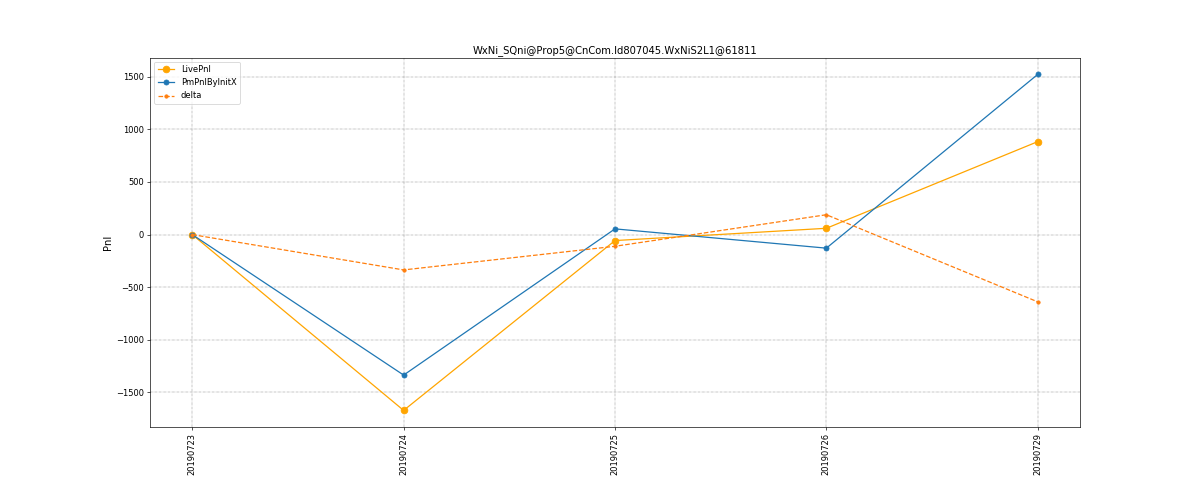 WxNi_SQni@Prop5@CnCom.Id807045.WxNiS2L1@61811
LivePnl
PmPnlByInitX
delta
1500
1000
500
0
−500
−1000
−1500
Pnl
20190723
20190724
20190725
20190726
20190729